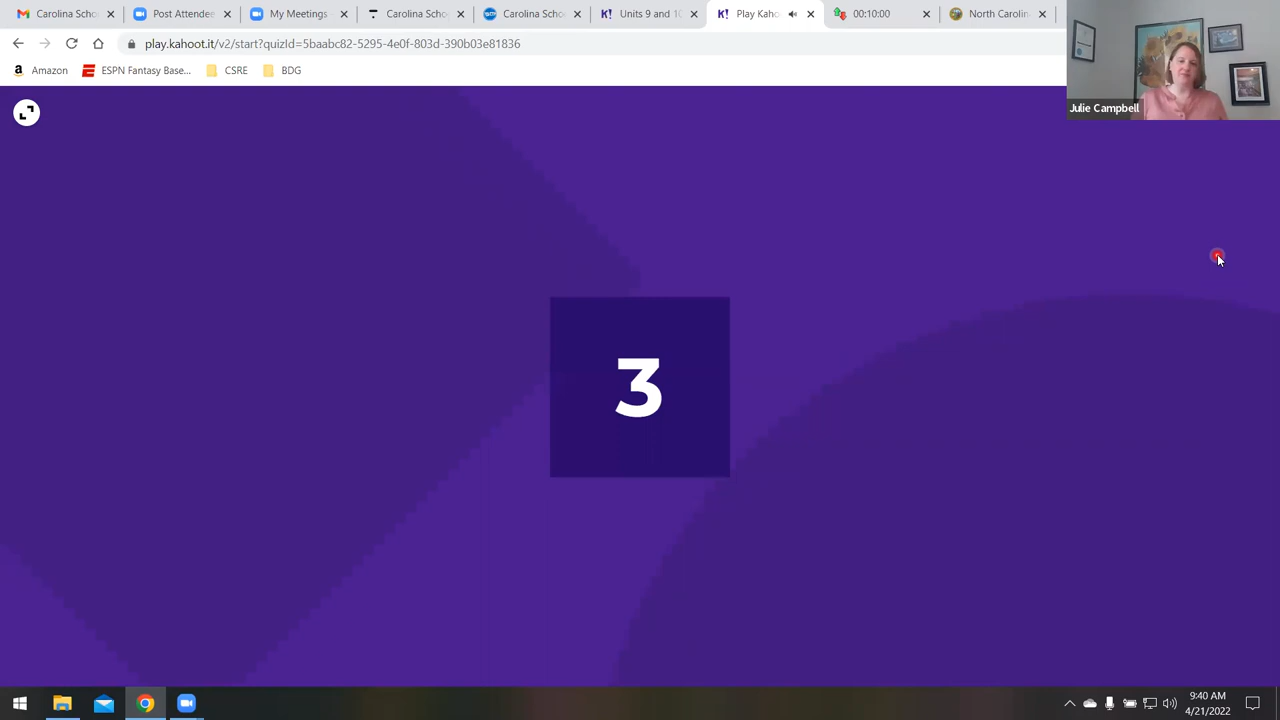 Carolina Scho
Post Attendee
My Meetings -
Carolina Scho
Carolina Scho
Units 9 and 10
Play Kaho
00:10:00
North Carolin
play.kahoot.it/v2/start?quizId=5baabc82-5295-4e0f-803d-390b03e81836
Amazon
ESPN Fantasy Base...
CSRE
BDG
Julie Campbell
3
9:40 AM
4/21/2022